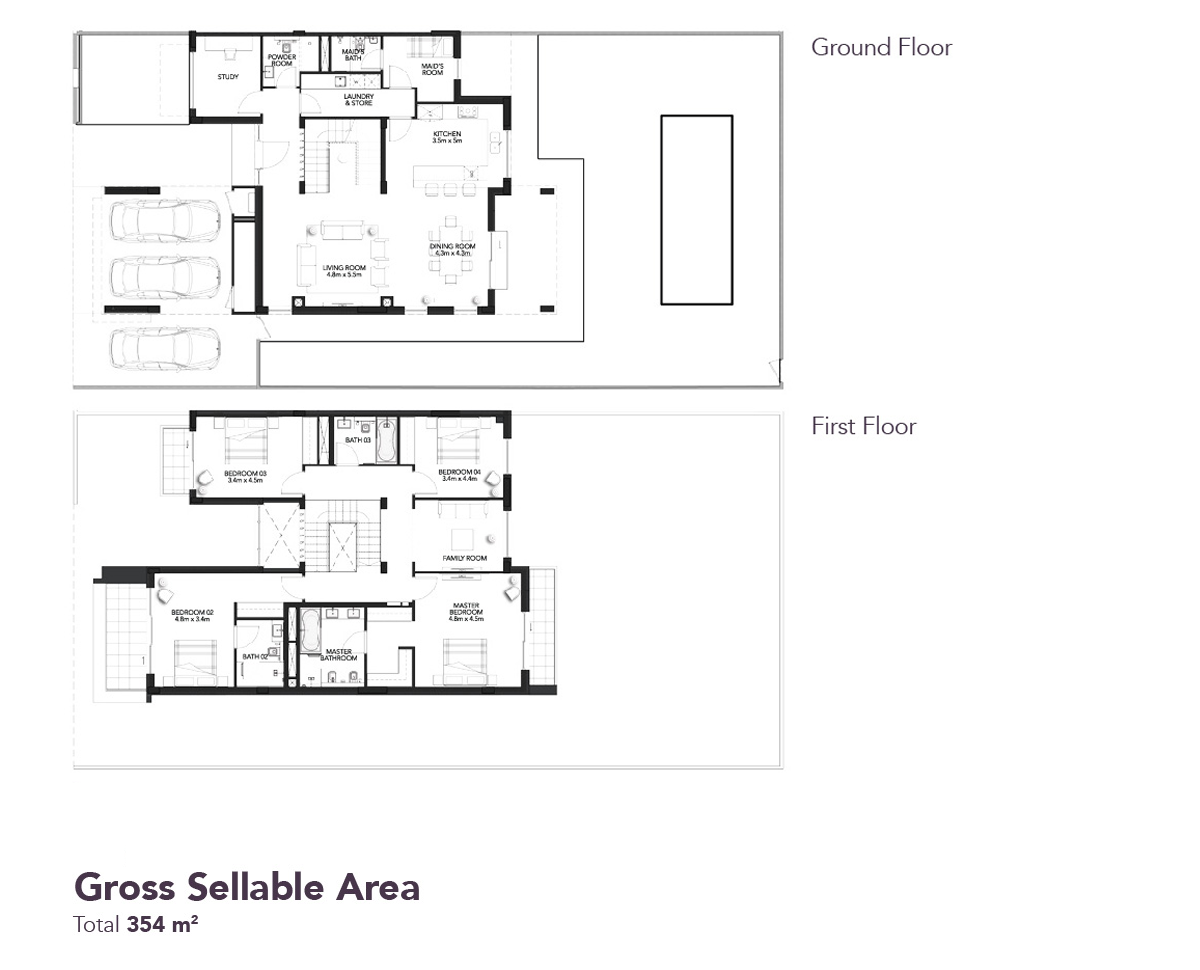 Ground Floor
STUDY
POWDER
ROOM
MAID'S
BATH
MAID'S
ROOM
LAUNDRY
& STORE
KITCHEN
3.5m x 5m
DINING ROOM
4.3m x 4.3m
LIVING ROOM
4.8m x 5.5m
First Floor
BEDROOM 03
3.4m x 4.5m
BATH 03
BEDROOM 04
3.4m x 4.4m
FAMILY ROOM
BEDROOM 02
4.8m x 3.4m
BATH 02
MASTER
BATHROOM
MASTER
BEDROOM
4.8m x 4.5m
Gross Sellable Area
Total 354 m²